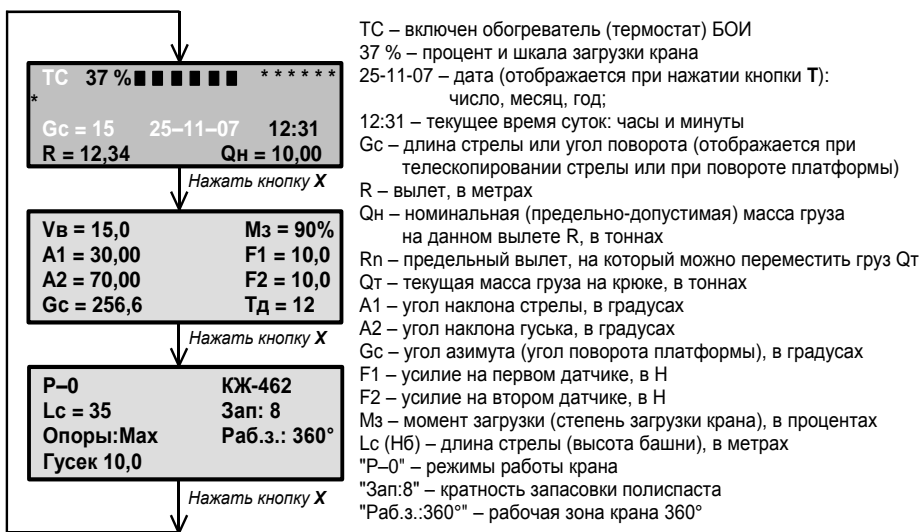 ТС 37 % * * * * * *
*
Gc = 15 25–11–07 12:31
R = 12,34 Qн = 10,00
Нажать кнопку X
Vв = 15,0 Мз = 90%
А1 = 30,00 F1 = 10,0
А2 = 70,00 F2 = 10,0
Gc = 256,6 Тд = 12
Нажать кнопку X
Р–0 КЖ-462
Lc = 35 Зап: 8
Опоры:Max Раб.з.: 360°
Гусек 10,0
Нажать кнопку X
ТС – включен обогреватель (термостат) БОИ
37 % – процент и шкала загрузки крана
25-11-07 – дата (отображается при нажатии кнопки Т):
число, месяц, год;
12:31 – текущее время суток: часы и минуты
Gc – длина стрелы или угол поворота (отображается при
телескопировании стрелы или при повороте платформы)
R – вылет, в метрах
Qн – номинальная (предельно-допустимая) масса груза
на данном вылете R, в тоннах
Rп – предельный вылет, на который можно переместить груз Qт
Qт – текущая масса груза на крюке, в тоннах
А1 – угол наклона стрелы, в градусах
А2 – угол наклона гуська, в градусах
Gc – угол азимута (угол поворота платформы), в градусах
F1 – усилие на первом датчике, в Н
F2 – усилие на втором датчике, в Н
Мз – момент загрузки (степень загрузки крана), в процентах
Lc (Нб) – длина стрелы (высота башни), в метрах
"Р–0" – режимы работы крана
"Зап:8" – кратность запасовки полиспаста
"Раб.з.:360°" – рабочая зона крана 360°